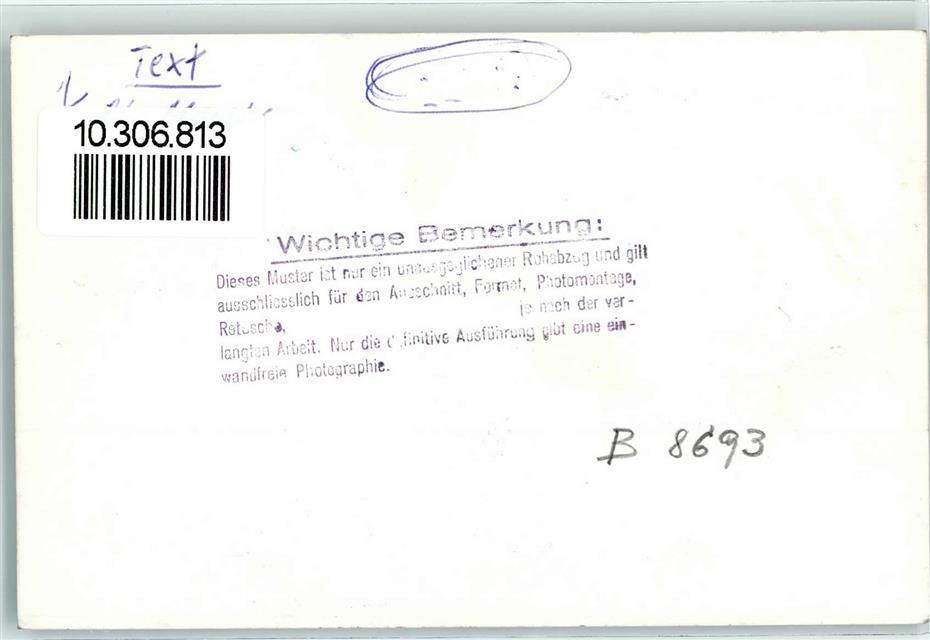 Text
10.306.813
Wichtige Bemerkung:
Dieses Muster ist nur ein unausgeglichener Rohabzug und gilt
ausschliesslich für den Ausschnitt, Format, Photomontage,
Retusche, je nach der ver-
langten Arbeit. Nur die definitive Ausführung gibt eine ein-
wandfreie Photographie.
B 8693